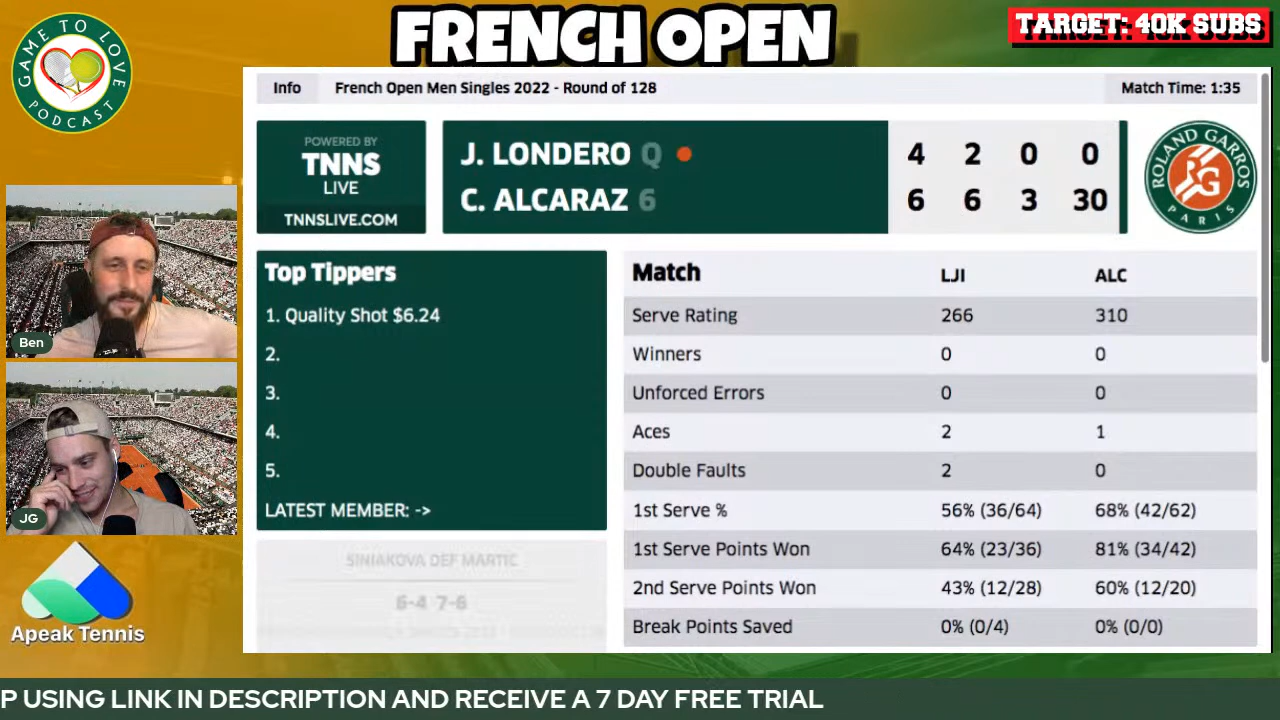 GAME TO LOVE
PODCAST
FRENCH OPEN
TARGET: 40K SUBS
Info French Open Men Singles 2022 - Round of 128 Match Time: 1:35
POWERED BY
TNNS
LIVE
TNNSLIVE.COM
J. LONDERO Q 4 2 0 0
C. ALCARAZ 6 6 6 3 30
ROLAND GARROS
RG
PARIS
Top Tippers
1. Quality Shot $6.24
2.
3.
4.
5.
LATEST MEMBER: ->
SINIAKOVA DEF MARTIC
6-4 7-6
Match LJI ALC
Serve Rating 266 310
Winners 0 0
Unforced Errors 0 0
Aces 2 1
Double Faults 2 0
1st Serve % 56% (36/64) 68% (42/62)
1st Serve Points Won 64% (23/36) 81% (34/42)
2nd Serve Points Won 43% (12/28) 60% (12/20)
Break Points Saved 0% (0/4) 0% (0/0)
Ben
JG
Apeak Tennis
P USING LINK IN DESCRIPTION AND RECEIVE A 7 DAY FREE TRIAL